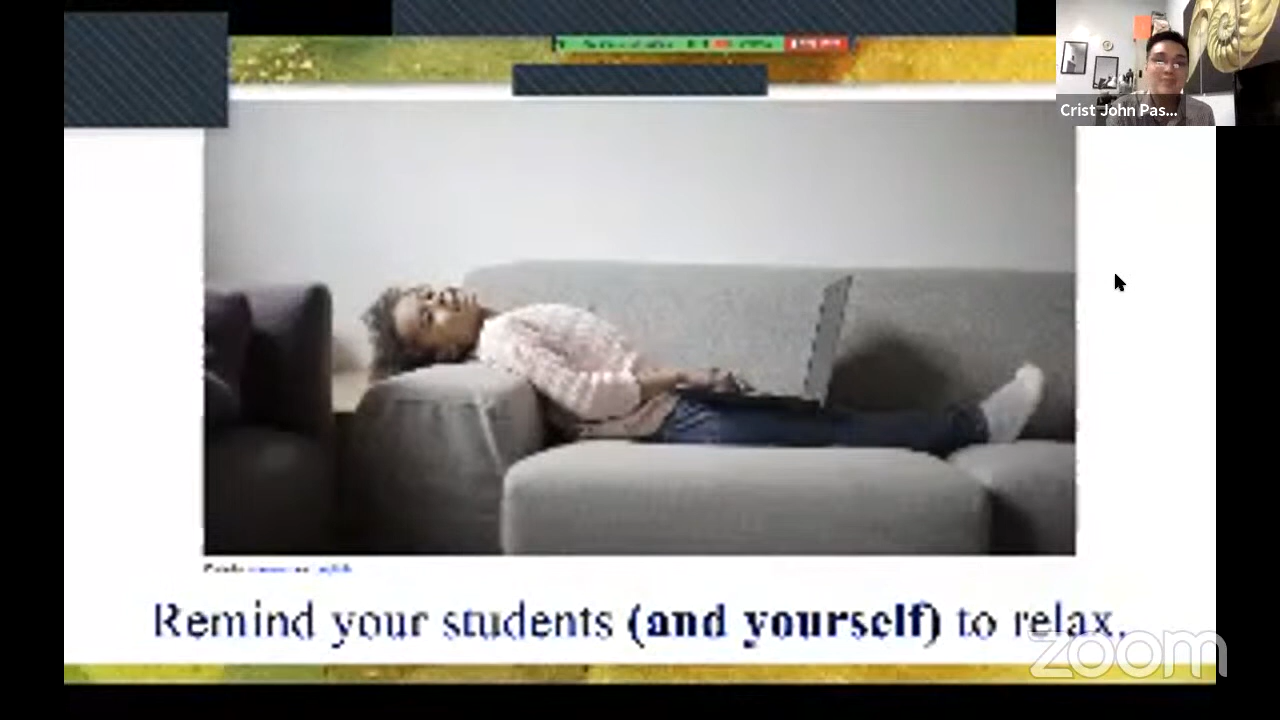 Crist John Pas...
Remind your students (and yourself) to relax.
zoom